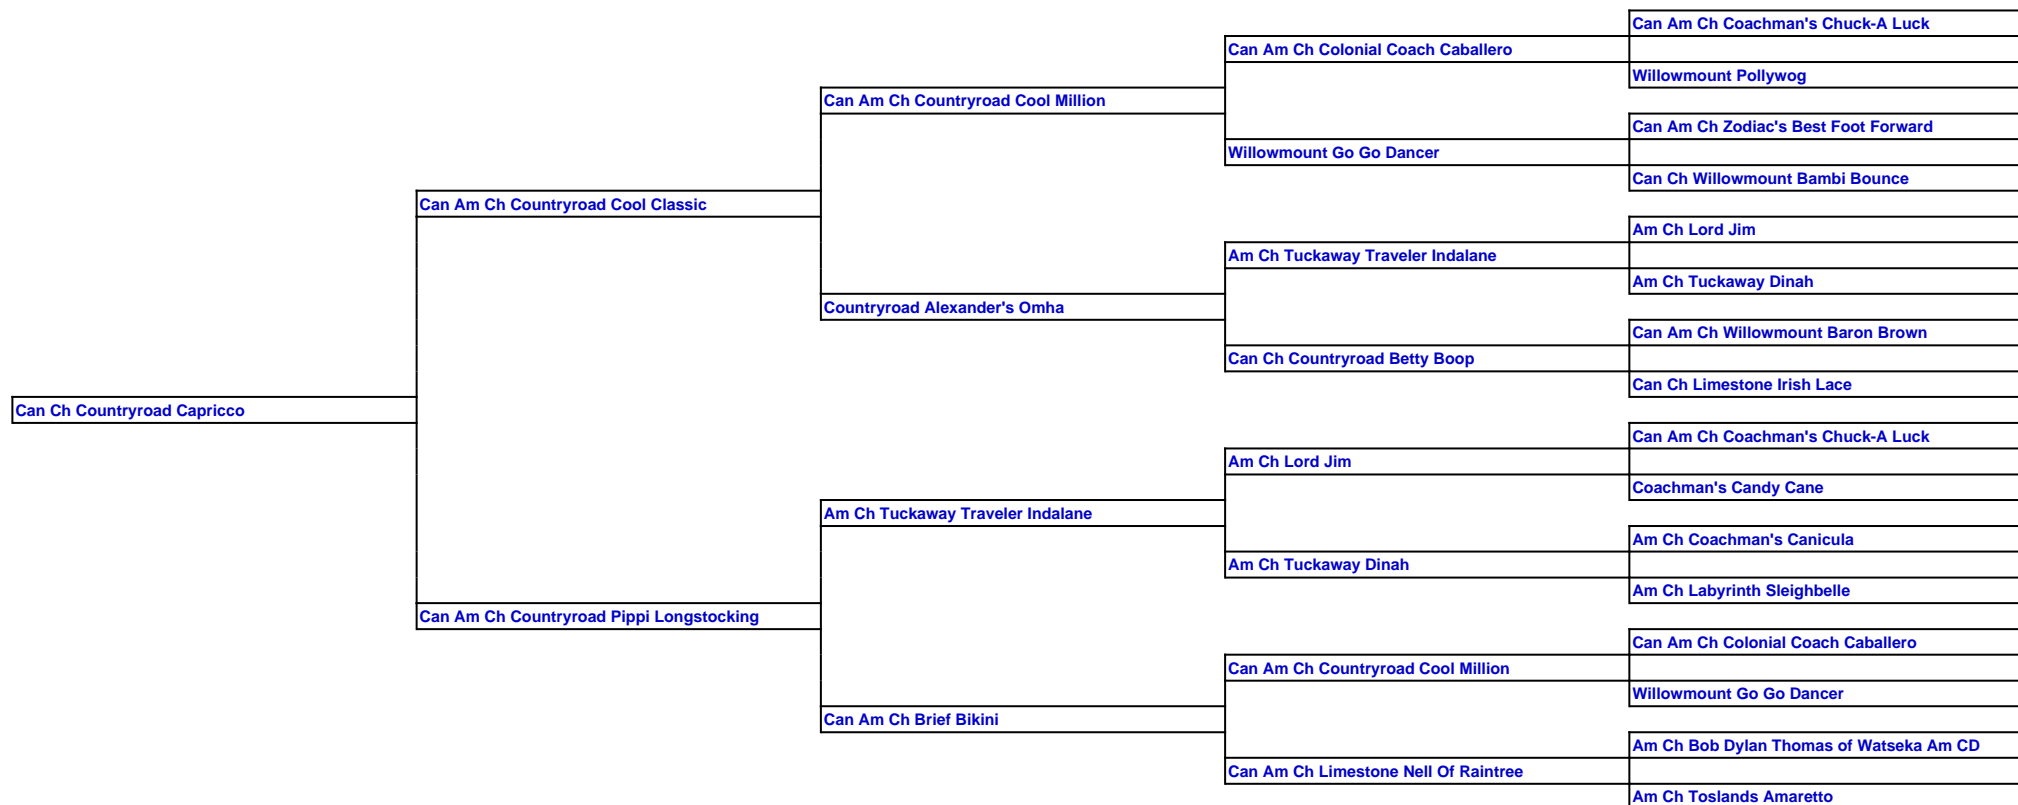 Can Am Ch Coachman's Chuck-A Luck
Can Am Ch Colonial Coach Caballero
Willowmount Pollywog
Can Am Ch Countryroad Cool Million
Can Am Ch Zodiac's Best Foot Forward
Willowmount Go Go Dancer
Can Ch Willowmount Bambi Bounce
Can Am Ch Countryroad Cool Classic
Am Ch Lord Jim
Am Ch Tuckaway Traveler Indalane
Am Ch Tuckaway Dinah
Countryroad Alexander's Omha
Can Am Ch Willowmount Baron Brown
Can Ch Countryroad Betty Boop
Can Ch Limestone Irish Lace
Can Ch Countryroad Capricco
Can Am Ch Coachman's Chuck-A Luck
Am Ch Lord Jim
Coachman's Candy Cane
Am Ch Tuckaway Traveler Indalane
Am Ch Coachman's Canicula
Am Ch Tuckaway Dinah
Am Ch Labyrinth Sleighbelle
Can Am Ch Countryroad Pippi Longstocking
Can Am Ch Colonial Coach Caballero
Can Am Ch Countryroad Cool Million
Willowmount Go Go Dancer
Can Am Ch Brief Bikini
Am Ch Bob Dylan Thomas of Watseka Am CD
Can Am Ch Limestone Nell Of Raintree
Am Ch Toslands Amaretto